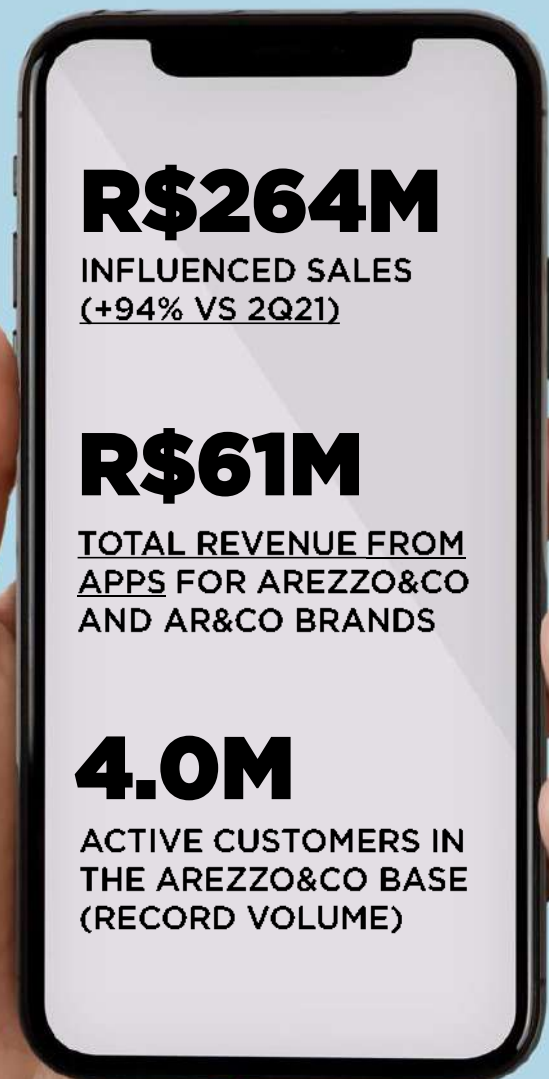 R$264M
INFLUENCED SALES
(+94% VS 2Q21)
R$61M
TOTAL REVENUE FROM
APPS FOR AREZZO&CO
AND AR&CO BRANDS
4.0M
ACTIVE CUSTOMERS IN
THE AREZZO&CO BASE
(RECORD VOLUME)